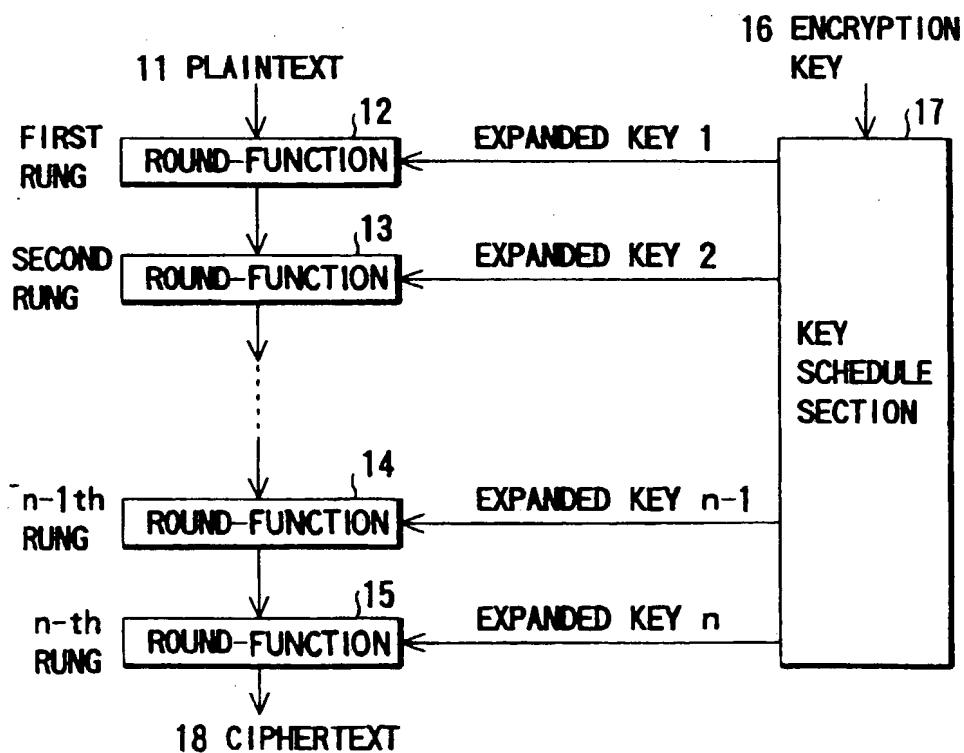 16 ENCRYPTION
KEY
11 PLAINTEXT
17
12
FIRST
RUNG
ROUND-FUNCTION
EXPANDED KEY 1
13
SECOND
RUNG
ROUND-FUNCTION
EXPANDED KEY 2
KEY
SCHEDULE
SECTION
14
n-1th
RUNG
ROUND-FUNCTION
EXPANDED KEY n-1
15
n-th
RUNG
ROUND-FUNCTION
EXPANDED KEY n
18 CIPHERTEXT